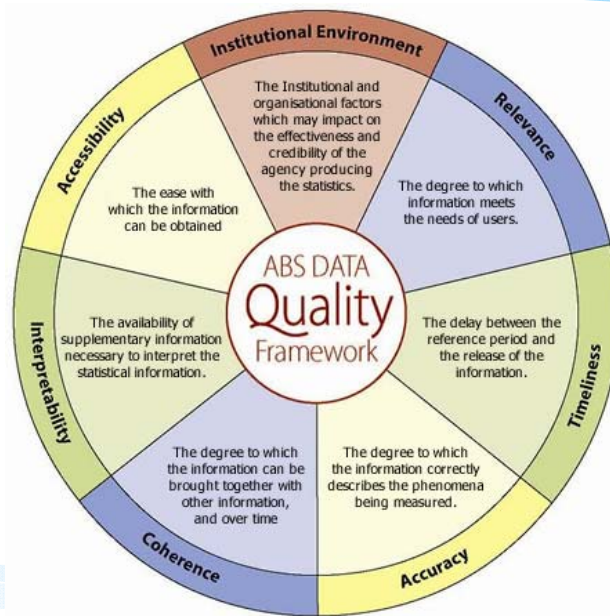 Institutional Environment
The Institutional and
organisational factors
which may impact on
the effectiveness and
credibility of the
agency producing
the statistics.
Relevance
The degree to which
information meets
the needs of users.
Timeliness
The delay between the
reference period and
the release of the
information.
Accuracy
The degree to which
the information correctly
describes the phenomena
being measured.
Coherence
The degree to which
the information can be
brought together with
other information,
and over time
Interpretability
The availability of
supplementary information
necessary to interpret the
statistical information.
Accessibility
The ease with
which the information
can be obtained
ABS DATA
Quality
Framework